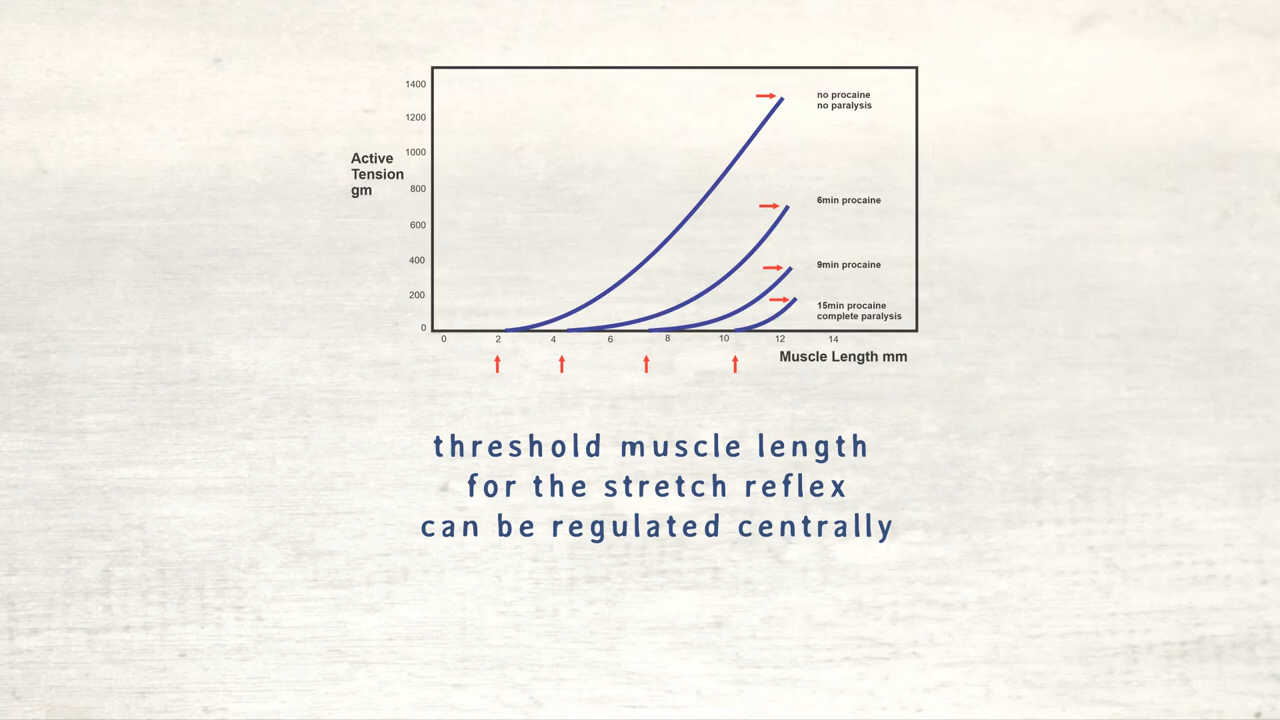 1400
1200
1000
800
600
400
200
0
Active
Tension
gm
no procaine
no paralysis
6min procaine
9min procaine
15min procaine
complete paralysis
0 2 4 6 8 10 12 14
Muscle Length mm
threshold muscle length
for the stretch reflex
can be regulated centrally